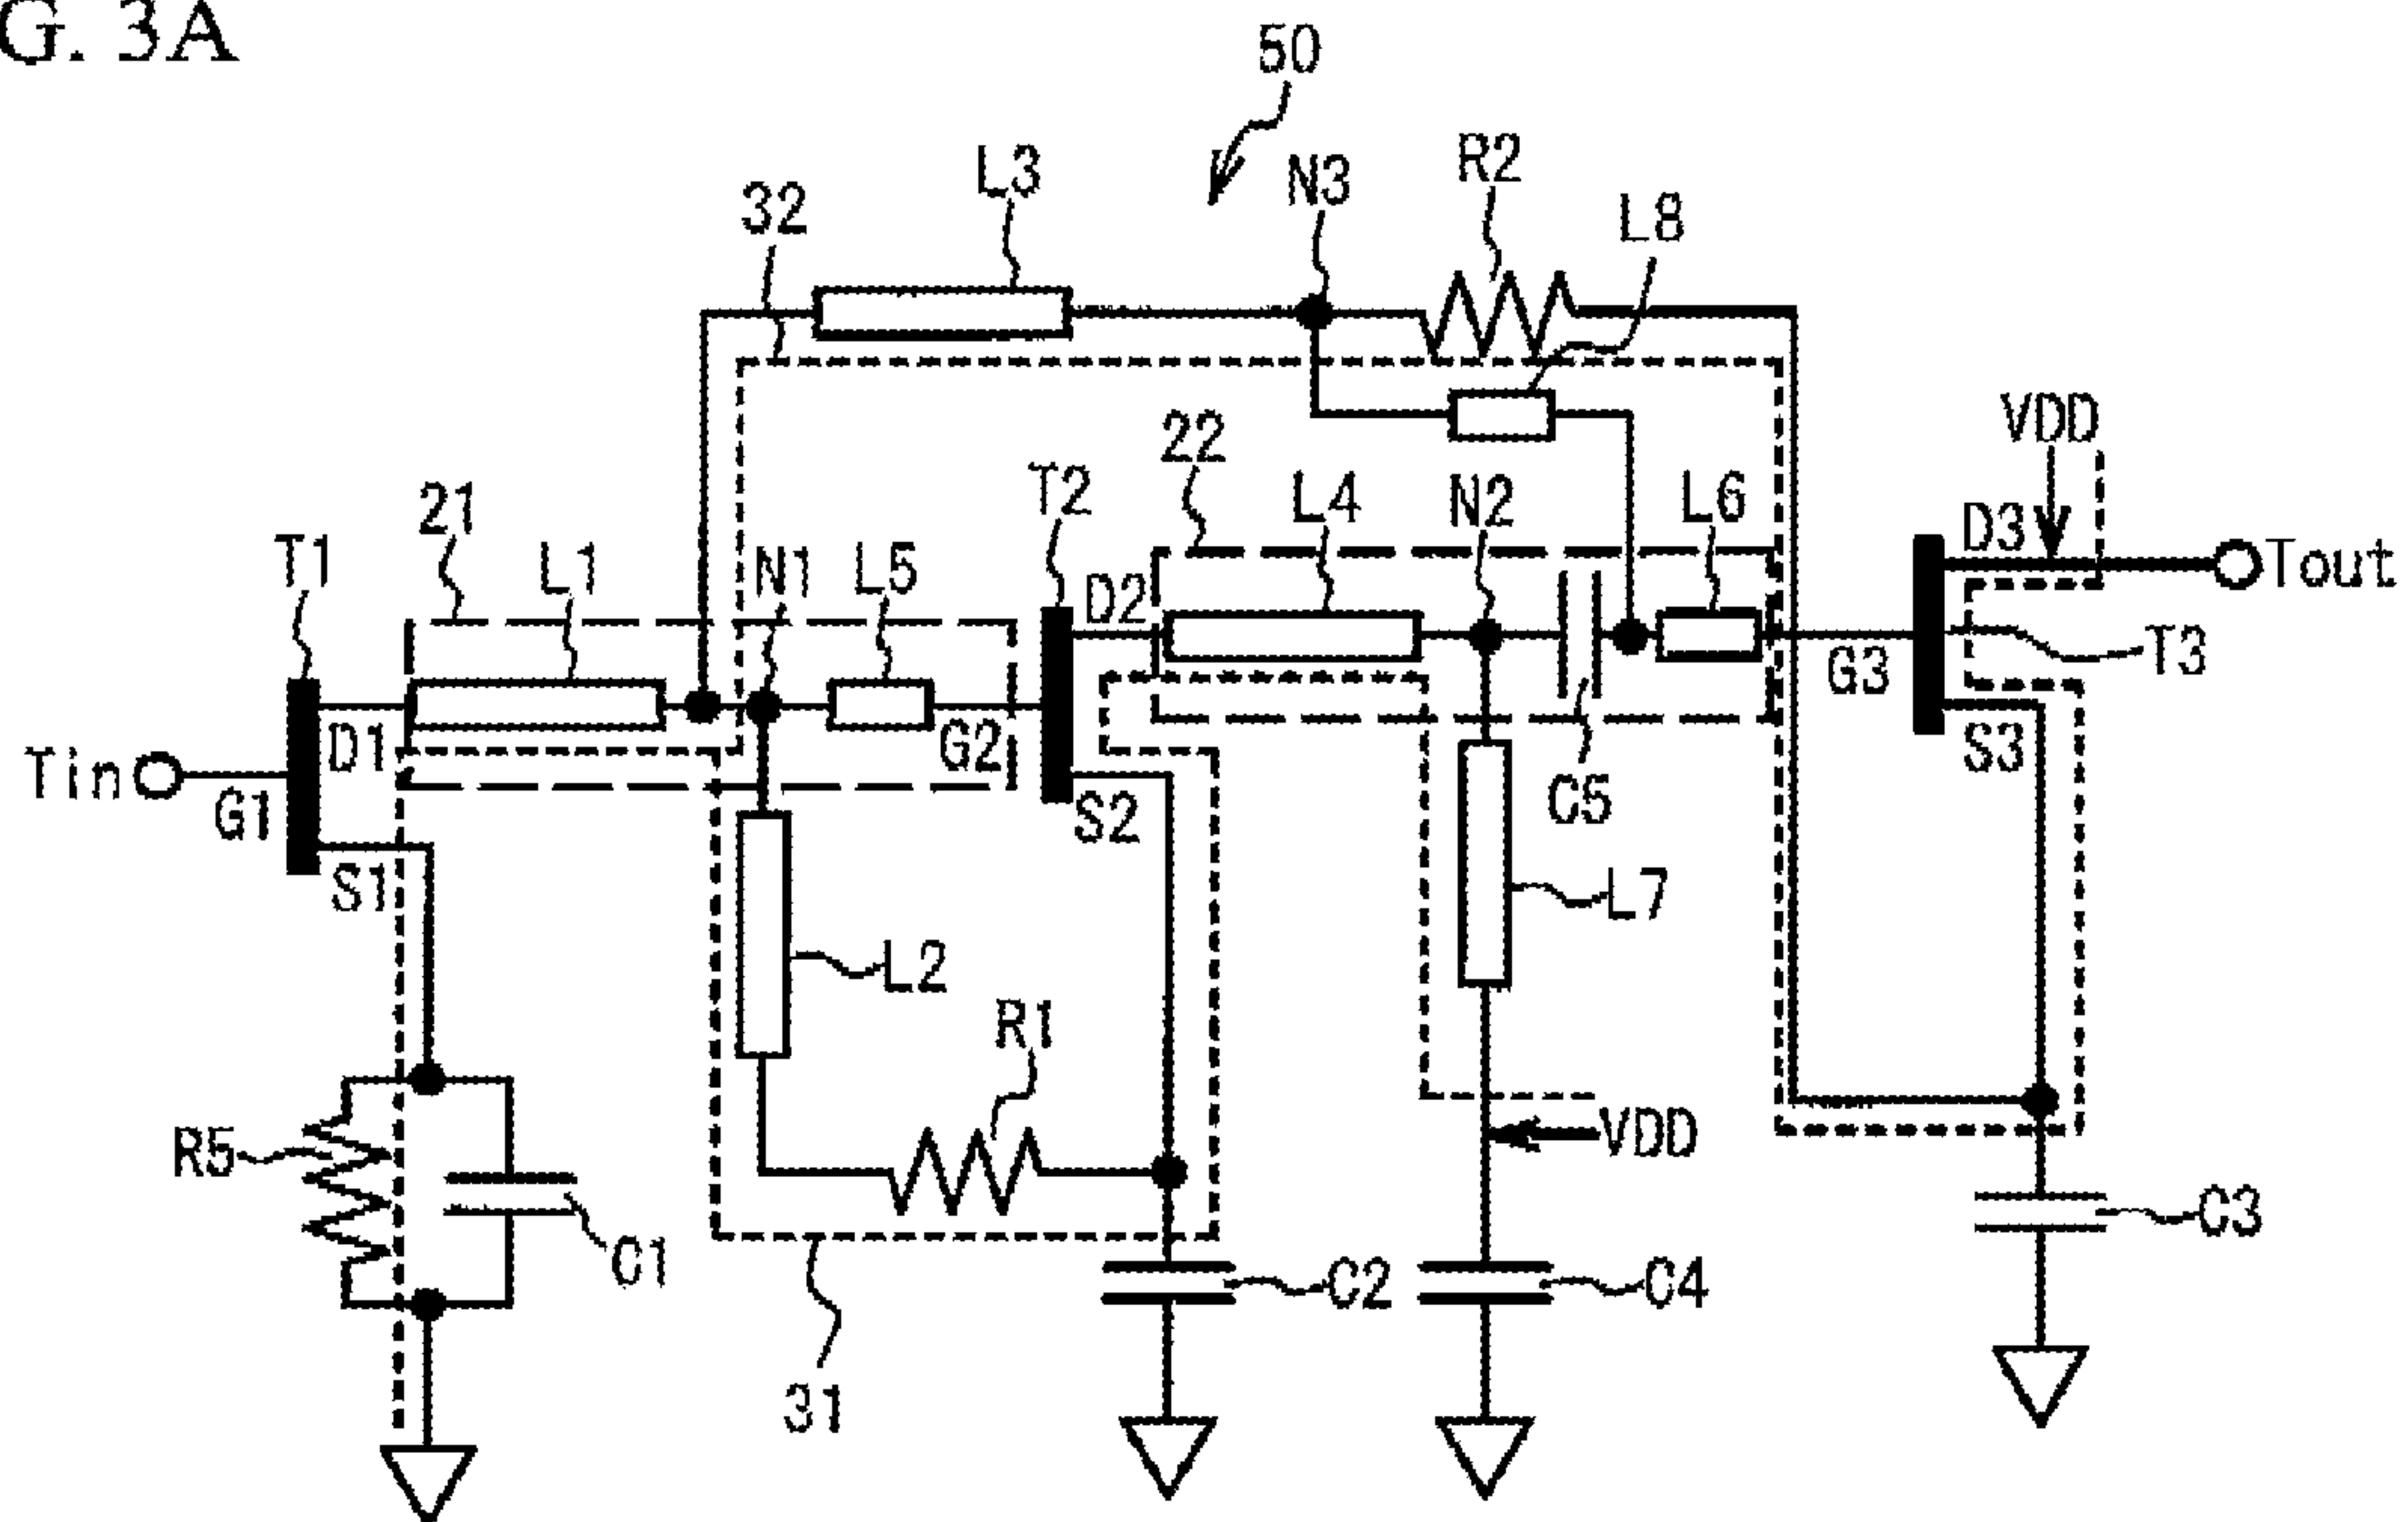 G. 3A
50
L3
N3
R2
L8
32
VDD
22
T2
L4
N2
L6
D3
Tout
21
T1
L1
N1
L5
D2
T3
G3
S3
D1
G2
Tin
G1
S1
S2
C5
L7
L2
R1
VDD
R5
C1
C2
C4
C3
31